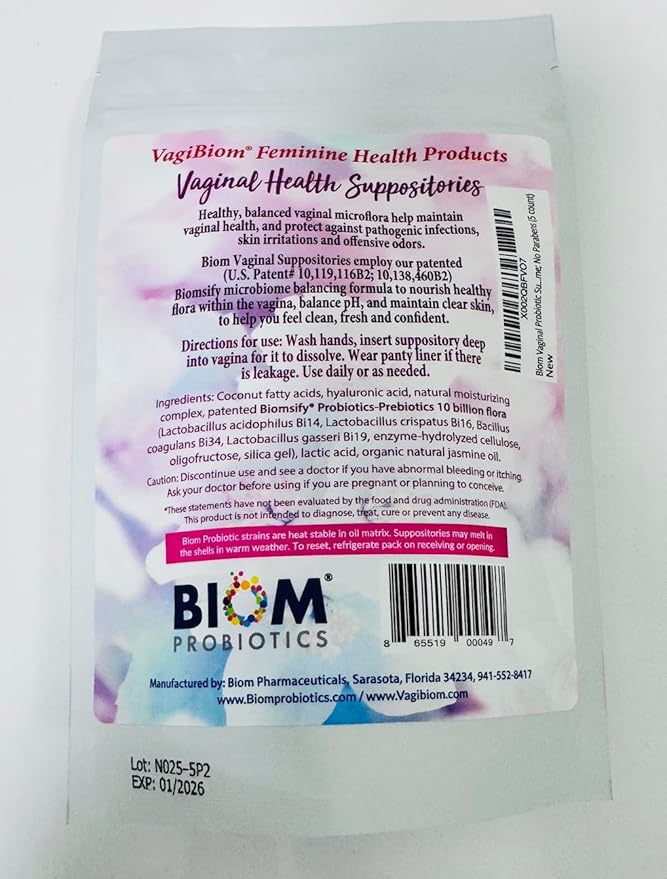 VagiBiom® Feminine Health Products
Vaginal Health Suppositories
Healthy, balanced vaginal microflora help maintain
vaginal health, and protect against pathogenic infections,
skin irritations and offensive odors.
Biom Vaginal Suppositories employ our patented
(U.S. Patent# 10,119,116B2; 10,138,460B2)
Biomsify microbiome balancing formula to nourish healthy
flora within the vagina, balance pH, and maintain clear skin,
to help you feel clean, fresh and confident.
Directions for use: Wash hands, insert suppository deep
into vagina for it to dissolve. Wear panty liner if there
is leakage. Use daily or as needed.
Ingredients: Coconut fatty acids, hyaluronic acid, natural moisturizing
complex, patented Biomsify® Probiotics-Prebiotics 10 billion flora
(Lactobacillus acidophilus Bi14, Lactobacillus crispatus Bi16, Bacillus
coagulans Bi34, Lactobacillus gasseri Bi19, enzyme-hydrolyzed cellulose,
oligofructose, silica gel), lactic acid, organic natural jasmine oil.
Caution: Discontinue use and see a doctor if you have abnormal bleeding or itching.
Ask your doctor before using if you are pregnant or planning to conceive.
*These statements have not been evaluated by the food and drug administration (FDA).
This product is not intended to diagnose, treat, cure or prevent any disease.
Biom Probiotic strains are heat stable in oil matrix. Suppositories may melt in
the shells in warm weather. To reset, refrigerate pack on receiving or opening.
BIOM®
PROBIOTICS
8 65519 00049 7
Manufactured by: Biom Pharmaceuticals, Sarasota, Florida 34234, 941-552-8417
www.Biomprobiotics.com / www.Vagibiom.com
X002QBFVO7
Biom Vaginal Probiotic Su...me; No Parabens (5 count)
New
Lot: N025-5P2
EXP: 01/2026